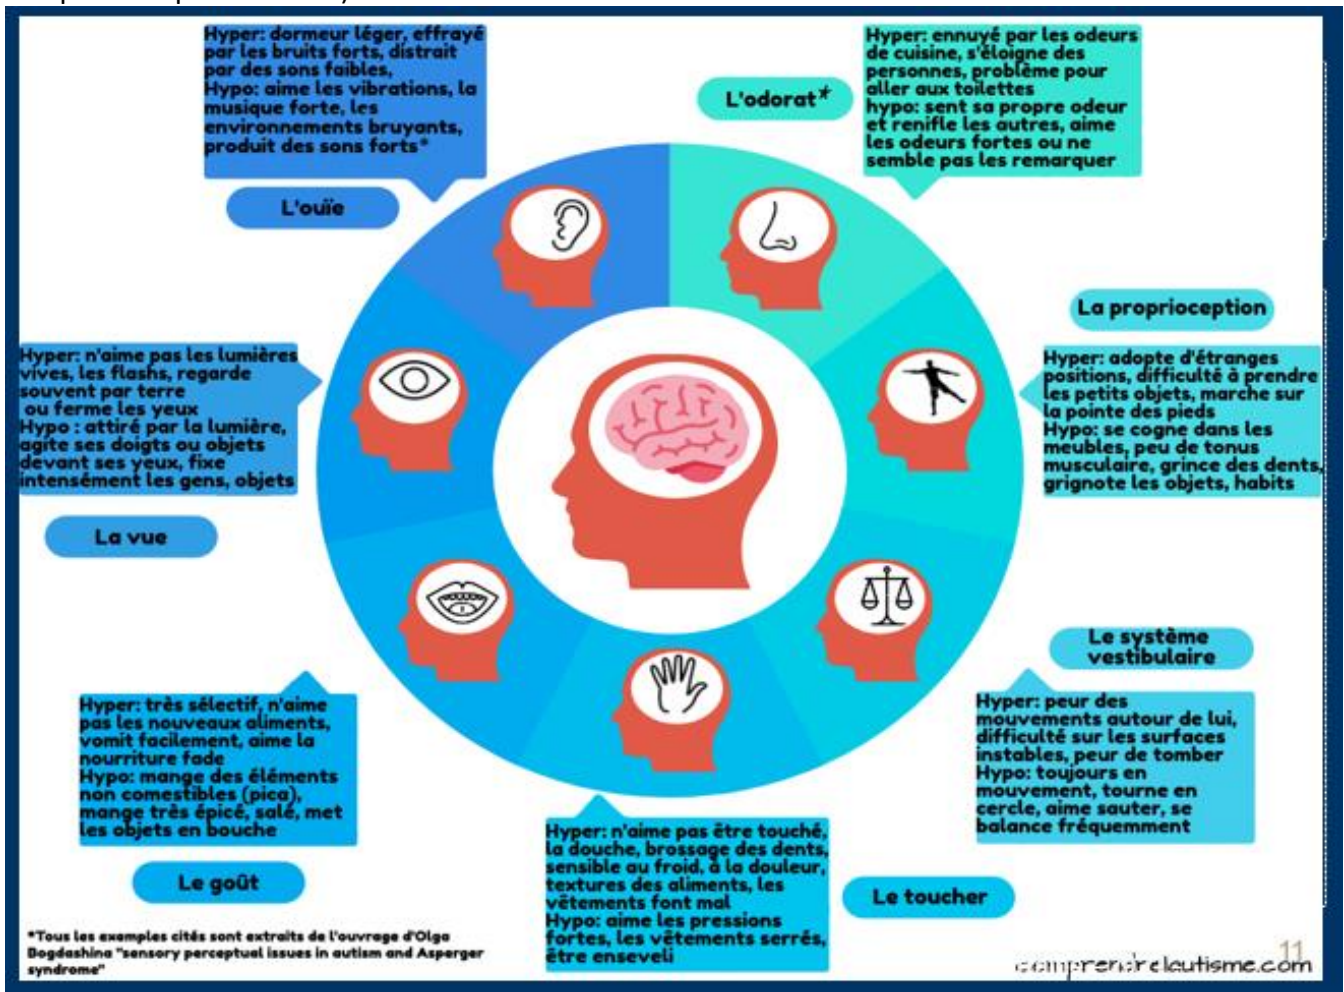 Hyper: dormeur léger, effrayé
par les bruits forts, distrait
par des sons faibles,
Hypo: aime les vibrations, la
musique forte, les
environnements bruyants,
produit des sons forts*
L'ouïe
L'odorat*
Hyper: ennuyé par les odeurs
de cuisine, s'éloigne des
personnes, problème pour
aller aux toilettes
hypo: sent sa propre odeur
et renifle les autres, aime
les odeurs fortes ou ne
semble pas les remarquer
La proprioception
Hyper: adopte d'étranges
positions, difficulté à prendre
les petits objets, marche sur
la pointe des pieds
Hypo: se cogne dans les
meubles, peu de tonus
musculaire, grince des dents,
grignote les objets, habits
Hyper: n'aime pas les lumières
vives, les flashs, regarde
souvent par terre
ou ferme les yeux
Hypo : attiré par la lumière,
agite ses doigts ou objets
devant ses yeux, fixe
intensément les gens, objets
La vue
Le système
vestibulaire
Hyper: peur des
mouvements autour de lui,
difficulté sur les surfaces
instables, peur de tomber
Hypo: toujours en
mouvement, tourne en
cercle, aime sauter, se
balance fréquemment
Hyper: très sélectif, n'aime
pas les nouveaux aliments,
vomit facilement, aime la
nourriture fade
Hypo: mange des éléments
non comestibles (pica),
mange très épicé, salé, met
les objets en bouche
Le goût
Hyper: n'aime pas être touché,
la douche, brossage des dents,
sensible au froid, à la douleur,
textures des aliments, les
vêtements font mal
Hypo: aime les pressions
fortes, les vêtements serrés,
être enseveli
Le toucher
*Tous les exemples cités sont extraits de l'ouvrage d'Olga
Bogdashina "sensory perceptual issues in autism and Asperger
syndrome"
11
comprendrelautisme.com